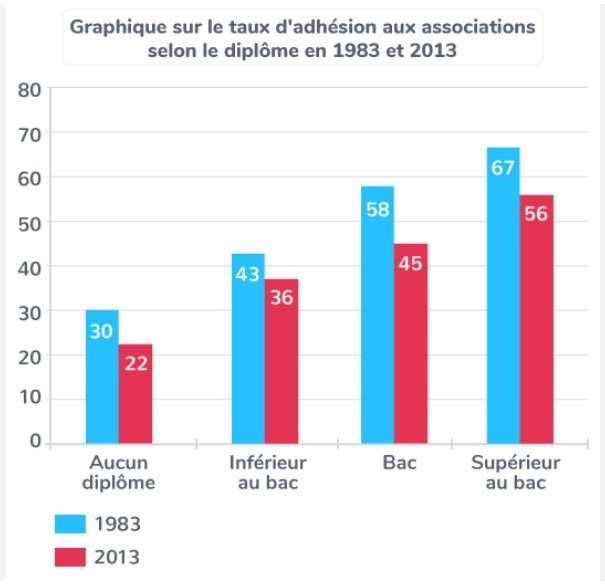 Graphique sur le taux d'adhésion aux associations
selon le diplôme en 1983 et 2013
80
70
60
50
40
30
20
10
0
30
22
43
36
58
45
67
56
Aucun
diplôme
Inférieur
au bac
Bac
Supérieur
au bac
1983
2013